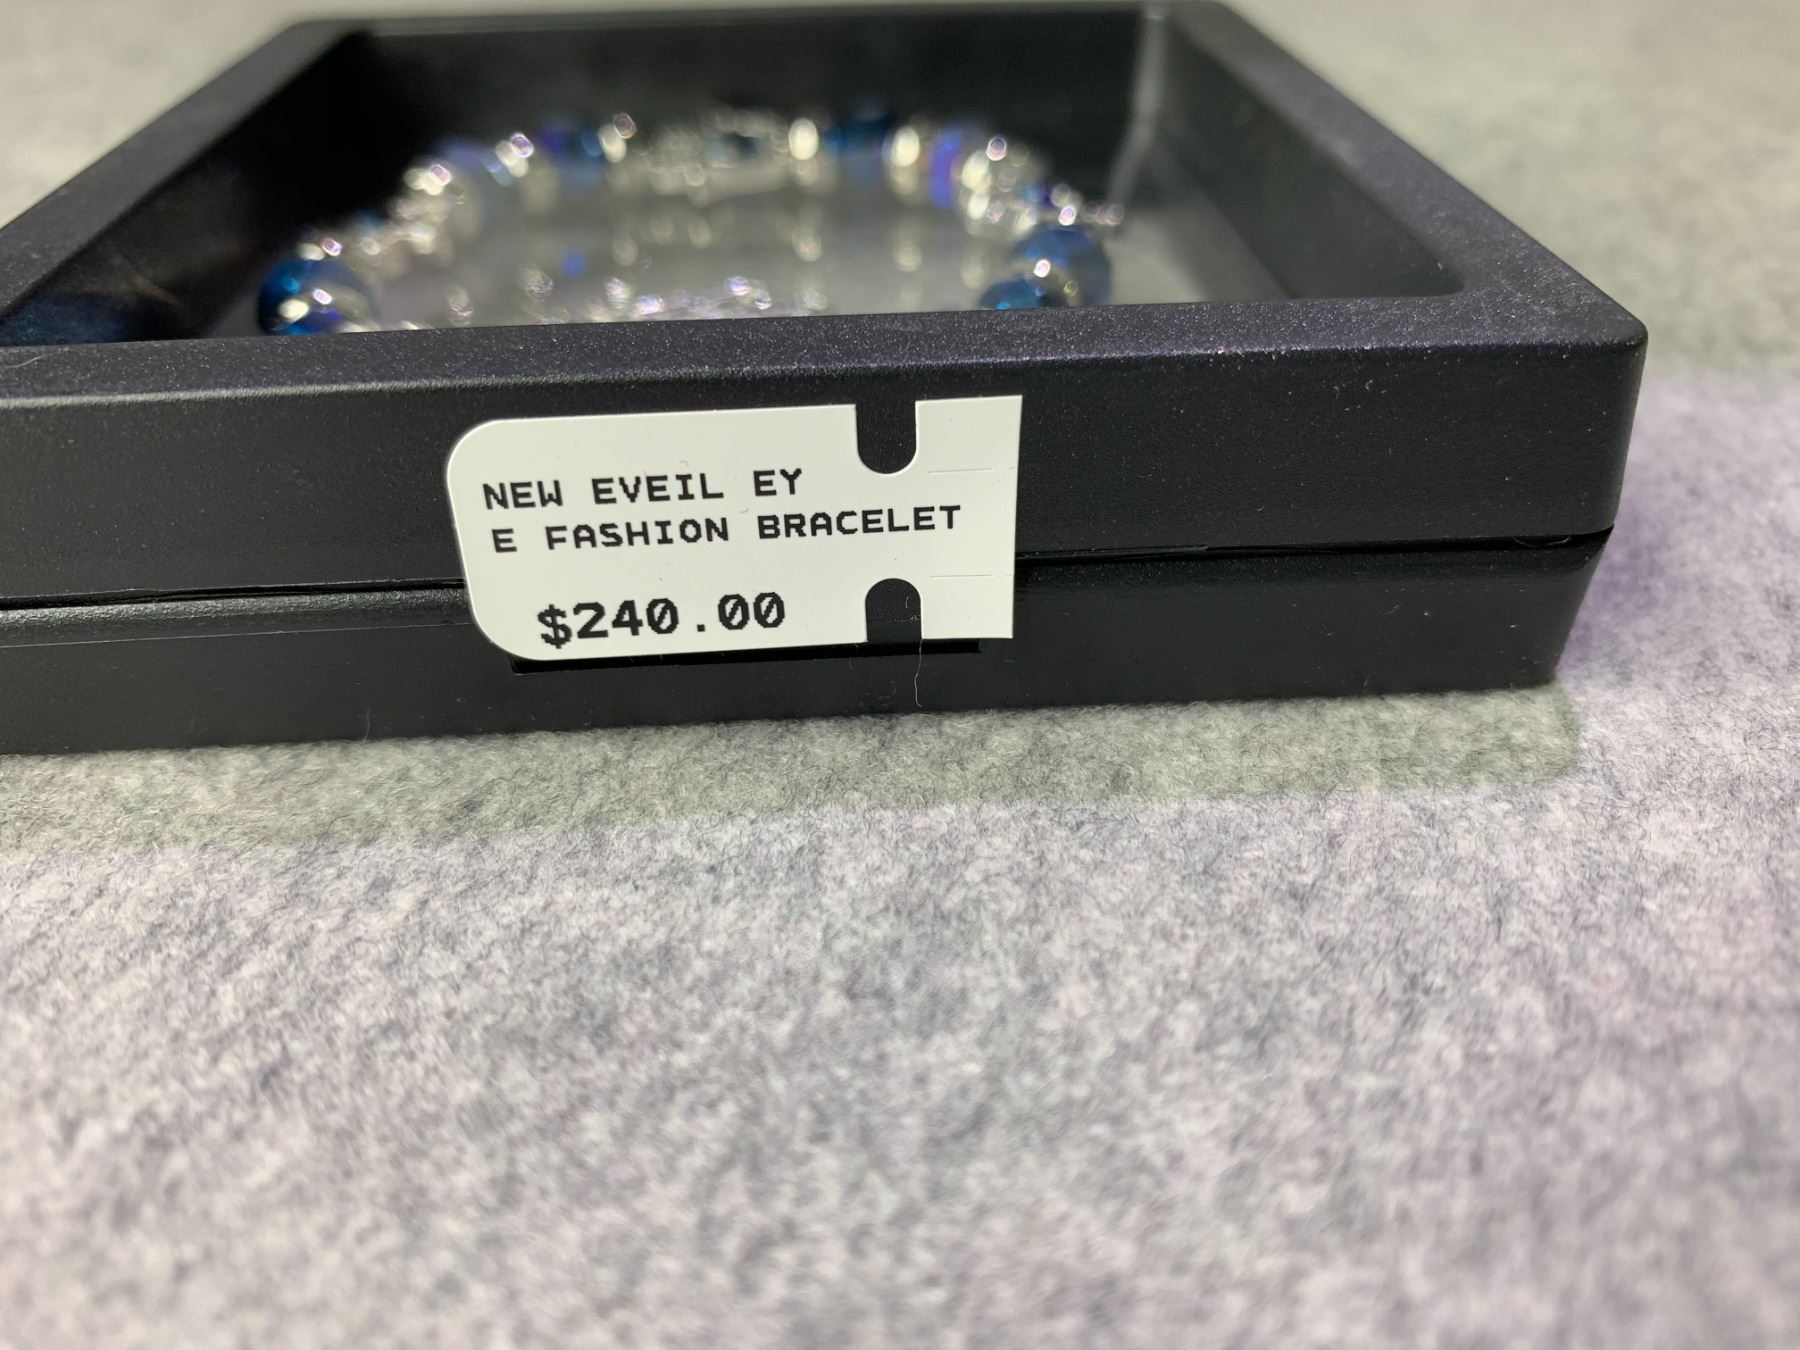 NEW EVEIL EY
E FASHION BRACELET
$240.00